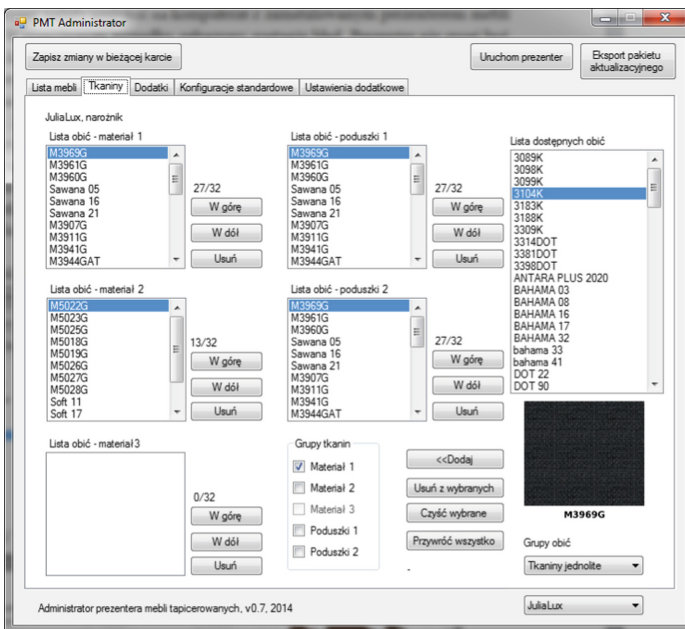 PMT Administrator
Zapisz zmiany w bieżącej karcie
Uruchom prezenter
Eksport pakietu
aktualizacyjnego
Lista mebli
Tkaniny
Dodatki
Konfiguracje standardowe
Ustawienia dodatkowe
JuliaLux, narożnik
Lista obić - materiał 1
M3969G
M3961G
M3960G
Sawana 05
Sawana 16
Sawana 21
M3907G
M3911G
M3941G
M3944GAT
27/32
W górę
W dół
Usuń
Lista obić - poduszki 1
M3969G
M3961G
M3960G
Sawana 05
Sawana 16
Sawana 21
M3907G
M3911G
M3941G
M3944GAT
27/32
W górę
W dół
Usuń
Lista dostępnych obić
3089K
3098K
3099K
3104K
3183K
3188K
3309K
3314DOT
3381DOT
3398DOT
ANTARA PLUS 2020
BAHAMA 03
BAHAMA 08
BAHAMA 16
BAHAMA 17
BAHAMA 32
bahama 33
bahama 41
DOT 22
DOT 90
Lista obić - materiał 2
M5022G
M5023G
M5025G
M5018G
M5019G
M5026G
M5027G
M5028G
Soft 11
Soft 17
13/32
W górę
W dół
Usuń
Lista obić - poduszki 2
M3969G
M3961G
M3960G
Sawana 05
Sawana 16
Sawana 21
M3907G
M3911G
M3941G
M3944GAT
27/32
W górę
W dół
Usuń
Lista obić - materiał 3
0/32
W górę
W dół
Usuń
Grupy tkanin
Materiał 1
Materiał 2
Materiał 3
Poduszki 1
Poduszki 2
<<Dodaj
Usuń z wybranych
Czyść wybrane
Przywróć wszystko
-
M3969G
Grupy obić
Tkaniny jednolite
JuliaLux
Administrator prezentera mebli tapicerowanych, v0.7, 2014